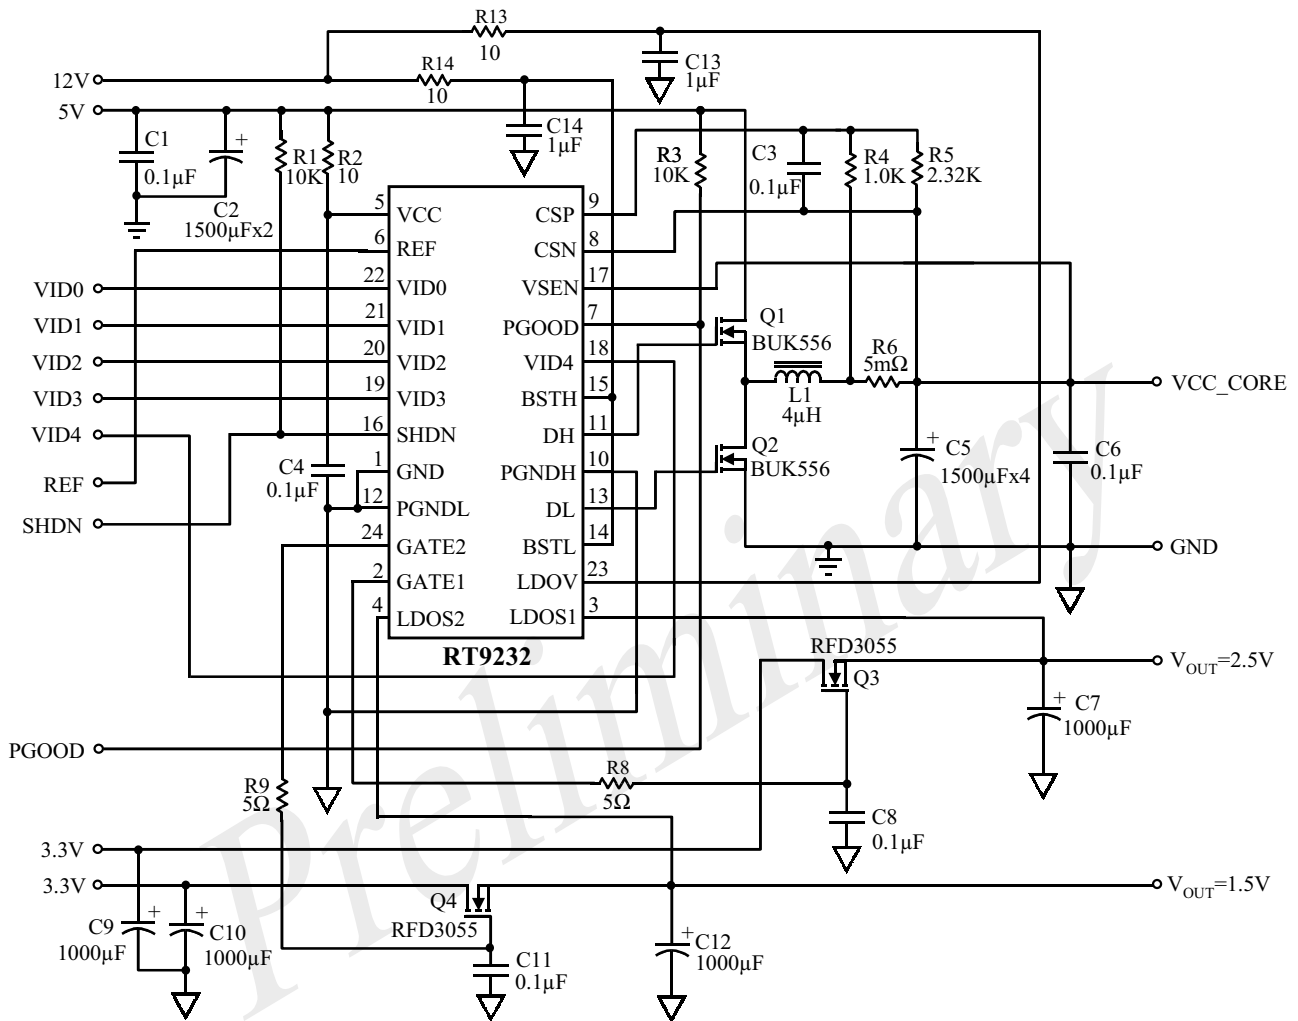 R13
10
C13
1µF
12V
R14
10
5V
C14
1µF
C1
0.1µF
+
C2
1500µFx2
R1
10K
R2
10
R3
10K
C3
0.1µF
R4
1.0K
R5
2.32K
5 VCC
CSP 9
6 REF
CSN 8
22 VID0
VSEN 17
21 VID1
PGOOD 7
20 VID2
VID4 18
19 VID3
BSTH 15
16 SHDN
DH 11
1 GND
PGNDH 10
12 PGNDL
DL 13
24 GATE2
BSTL 14
2 GATE1
LDOV 23
4 LDOS2
LDOS1 3
RT9232
VID0
VID1
VID2
VID3
VID4
REF
SHDN
C4
0.1µF
Q1
BUK556
R6
5mΩ
L1
4µH
VCC_CORE
Q2
BUK556
+
C5
1500µFx4
C6
0.1µF
GND
RFD3055
Q3
VOUT=2.5V
+
C7
1000µF
PGOOD
R9
5Ω
R8
5Ω
C8
0.1µF
3.3V
3.3V
Q4
RFD3055
VOUT=1.5V
+
C9
1000µF
+
C10
1000µF
C11
0.1µF
+
C12
1000µF
Preliminary